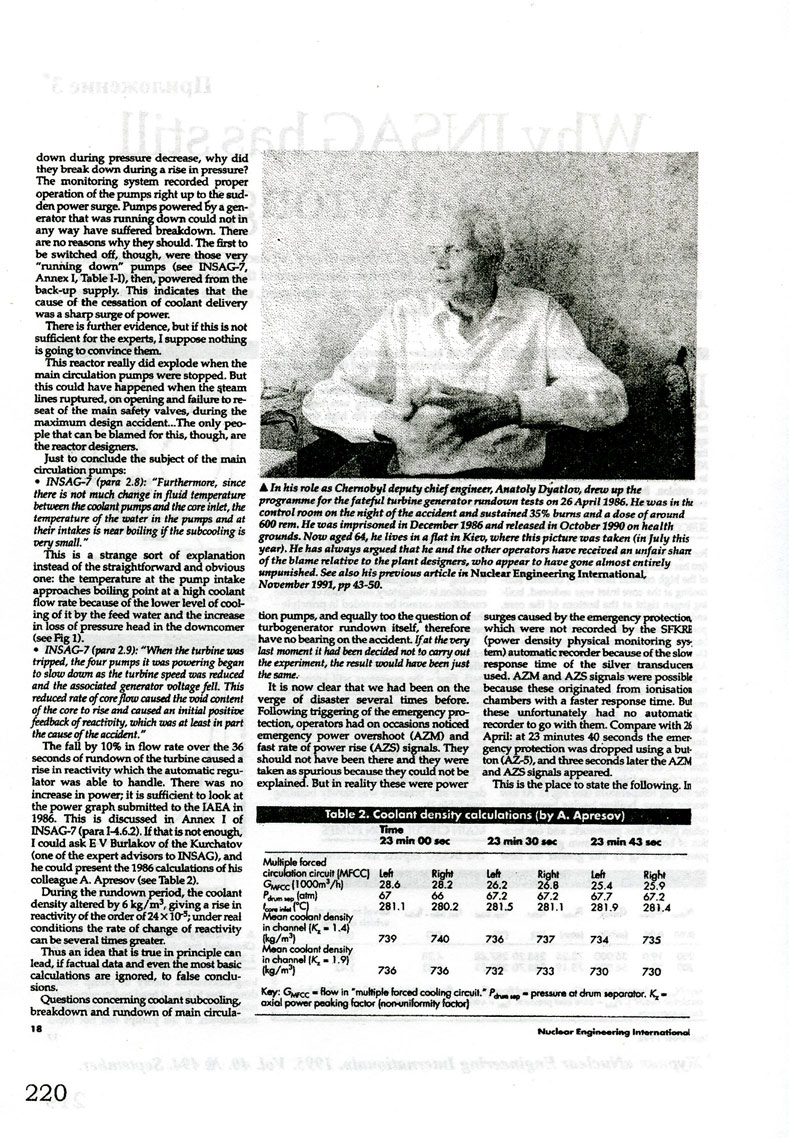 down during pressure decrease, why did
they break down during a rise in pressure?
The monitoring system recorded proper
operation of the pumps right up to the sud-
den power surge. Pumps powered by a gen-
erator that was running down could not in
any way have suffered breakdown. There
are no reasons why they should. The first to
be switched off, though, were those very
"running down" pumps (see INSAG-7,
Annex I, Table I-I), then, powered from the
back-up supply. This indicates that the
cause of the cessation of coolant delivery
was a sharp surge of power.
There is further evidence, but if this is not
sufficient for the experts, I suppose nothing
is going to convince them.
This reactor really did explode when the
main circulation pumps were stopped. But
this could have happened when the steam
lines ruptured, on opening and failure to re-
seat of the main safety valves, during the
maximum design accident...The only peo-
ple that can be blamed for this, though, are
the reactor designers.
Just to conclude the subject of the main
circulation pumps:
• INSAG-7 (para 2.8): "Furthermore, since
there is not much change in fluid temperature
between the coolant pumps and the core inlet, the
temperature of the water in the pumps and at
their intakes is near boiling if the subcooling is
very small."
This is a strange sort of explanation
instead of the straightforward and obvious
one: the temperature at the pump intake
approaches boiling point at a high coolant
flow rate because of the lower level of cool-
ing of it by the feed water and the increase
in loss of pressure head in the downcomer
(see Fig 1).
• INSAG-7 (para 2.9): "When the turbine was
tripped, the four pumps it was powering began
to slow down as the turbine speed was reduced
and the associated generator voltage fell. This
reduced rate of core flow caused the void content
of the core to rise and caused an initial positive
feedback of reactivity, which was at least in part
the cause of the accident."
The fall by 10% in flow rate over the 36
seconds of rundown of the turbine caused a
rise in reactivity which the automatic regu-
lator was able to handle. There was no
increase in power; it is sufficient to look at
the power graph submitted to the IAEA in
1986. This is discussed in Annex I of
INSAG-7 (para I-4.6.2). If that is not enough,
I could ask E V Burlakov of the Kurchatov
(one of the expert advisors to INSAG), and
he could present the 1986 calculations of his
colleague A. Apresov (see Table 2).
During the rundown period, the coolant
density altered by 6 kg/m³, giving a rise in
reactivity of the order of 24 X 10⁻⁵; under real
conditions the rate of change of reactivity
can be several times greater.
Thus an idea that is true in principle can
lead, if factual data and even the most basic
calculations are ignored, to false conclu-
sions.
Questions concerning coolant subcooling,
breakdown and rundown of main circula-
▲ In his role as Chernobyl deputy chief engineer, Anatoly Dyatlov, drew up the
programme for the fateful turbine generator rundown tests on 26 April 1986. He was in the
control room on the night of the accident and sustained 35% burns and a dose of around
600 rem. He was imprisoned in December 1986 and released in October 1990 on health
grounds. Now aged 64, he lives in a flat in Kiev, where this picture was taken (in July this
year). He has always argued that he and the other operators have received an unfair share
of the blame relative to the plant designers, who appear to have gone almost entirely
unpunished. See also his previous article in Nuclear Engineering International,
November 1991, pp 43-50.
tion pumps, and equally too the question of
turbogenerator rundown itself, therefore
have no bearing on the accident. If at the very
last moment it had been decided not to carry out
the experiment, the result would have been just
the same.
It is now clear that we had been on the
verge of disaster several times before.
Following triggering of the emergency pro-
tection, operators had on occasions noticed
emergency power overshoot (AZM) and
fast rate of power rise (AZS) signals. They
should not have been there and they were
taken as spurious because they could not be
explained. But in reality these were power
surges caused by the emergency protection,
which were not recorded by the SFKRE
(power density physical monitoring sys-
tem) automatic recorder because of the slow
response time of the silver transducers
used. AZM and AZS signals were possible
because these originated from ionisation
chambers with a faster response time. But
these unfortunately had no automatic
recorder to go with them. Compare with 26
April: at 23 minutes 40 seconds the emer-
gency protection was dropped using a but-
ton (AZ-5), and three seconds later the AZM
and AZS signals appeared.
This is the place to state the following. In
Table 2. Coolant density calculations (by A. Apresov)
Time
23 min 00 sec 23 min 30 sec 23 min 43 sec
Multiple forced
circulation circuit (MFCC) Left Right Left Right Left Right
G_MFCC (1000m³/h) 28.6 28.2 26.2 26.8 25.4 25.9
P_drum sep (atm) 67 66 67.2 67.2 67.7 67.2
t_core inlet (°C) 281.1 280.2 281.5 281.1 281.9 281.4
Mean coolant density
in channel (K_z = 1.4)
(kg/m³) 739 740 736 737 734 735
Mean coolant density
in channel (K_z = 1.9)
(kg/m³) 736 736 732 733 730 730
Key: G_MFCC = flow in "multiple forced cooling circuit." P_drum sep = pressure at drum separator. K_z =
axial power peaking factor (non-uniformity factor)
18
Nuclear Engineering International
220